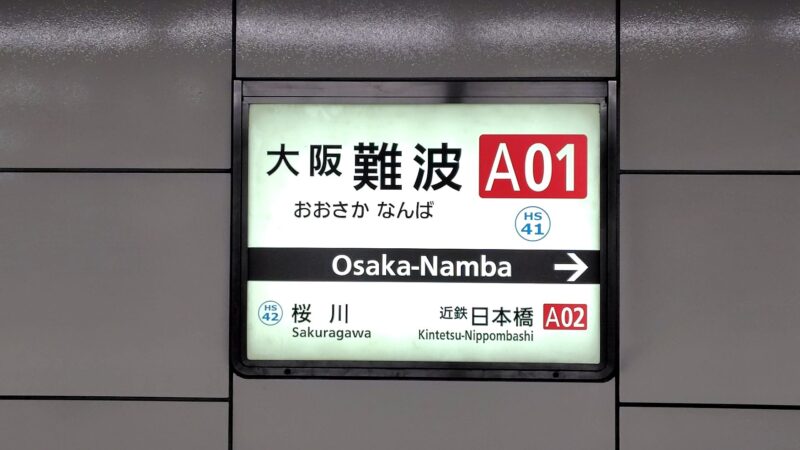 大阪難波 A01
おおさか なんば
HS
41
Osaka-Namba →
HS
42
桜川
Sakuragawa
近鉄日本橋 A02
Kintetsu-Nippombashi